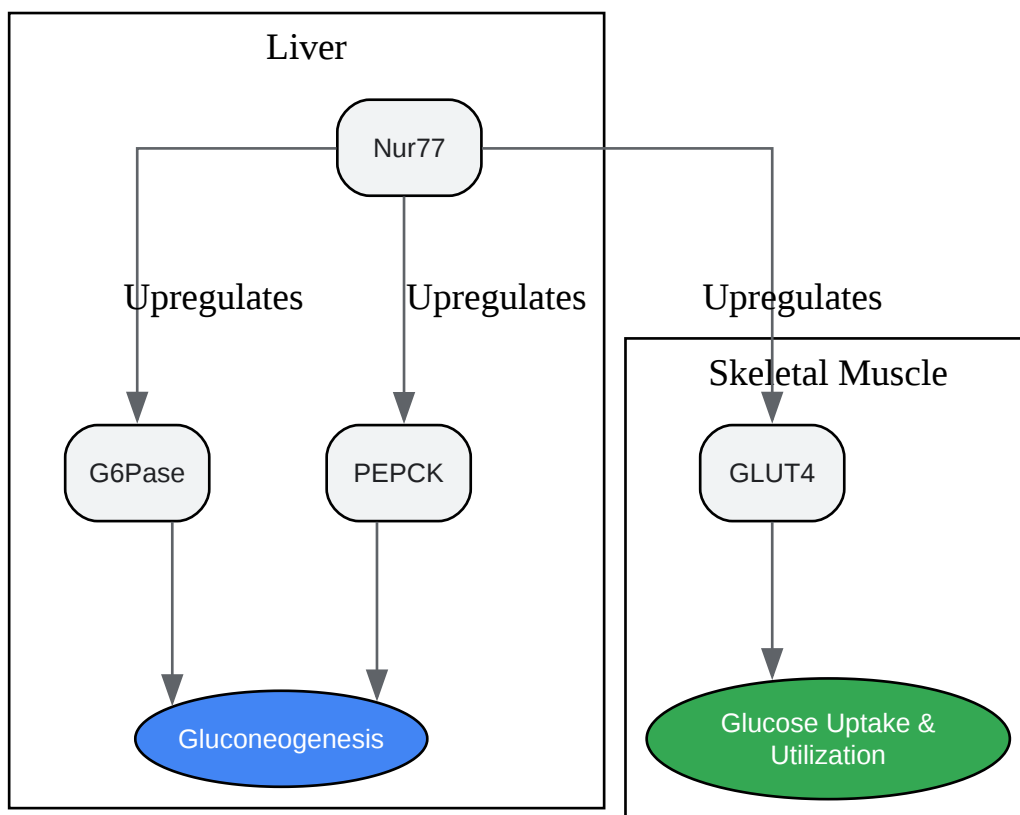 Liver
Nur77
Upregulates
Upregulates
Upregulates
Skeletal Muscle
G6Pase
PEPCK
GLUT4
Gluconeogenesis
Glucose Uptake &
Utilization